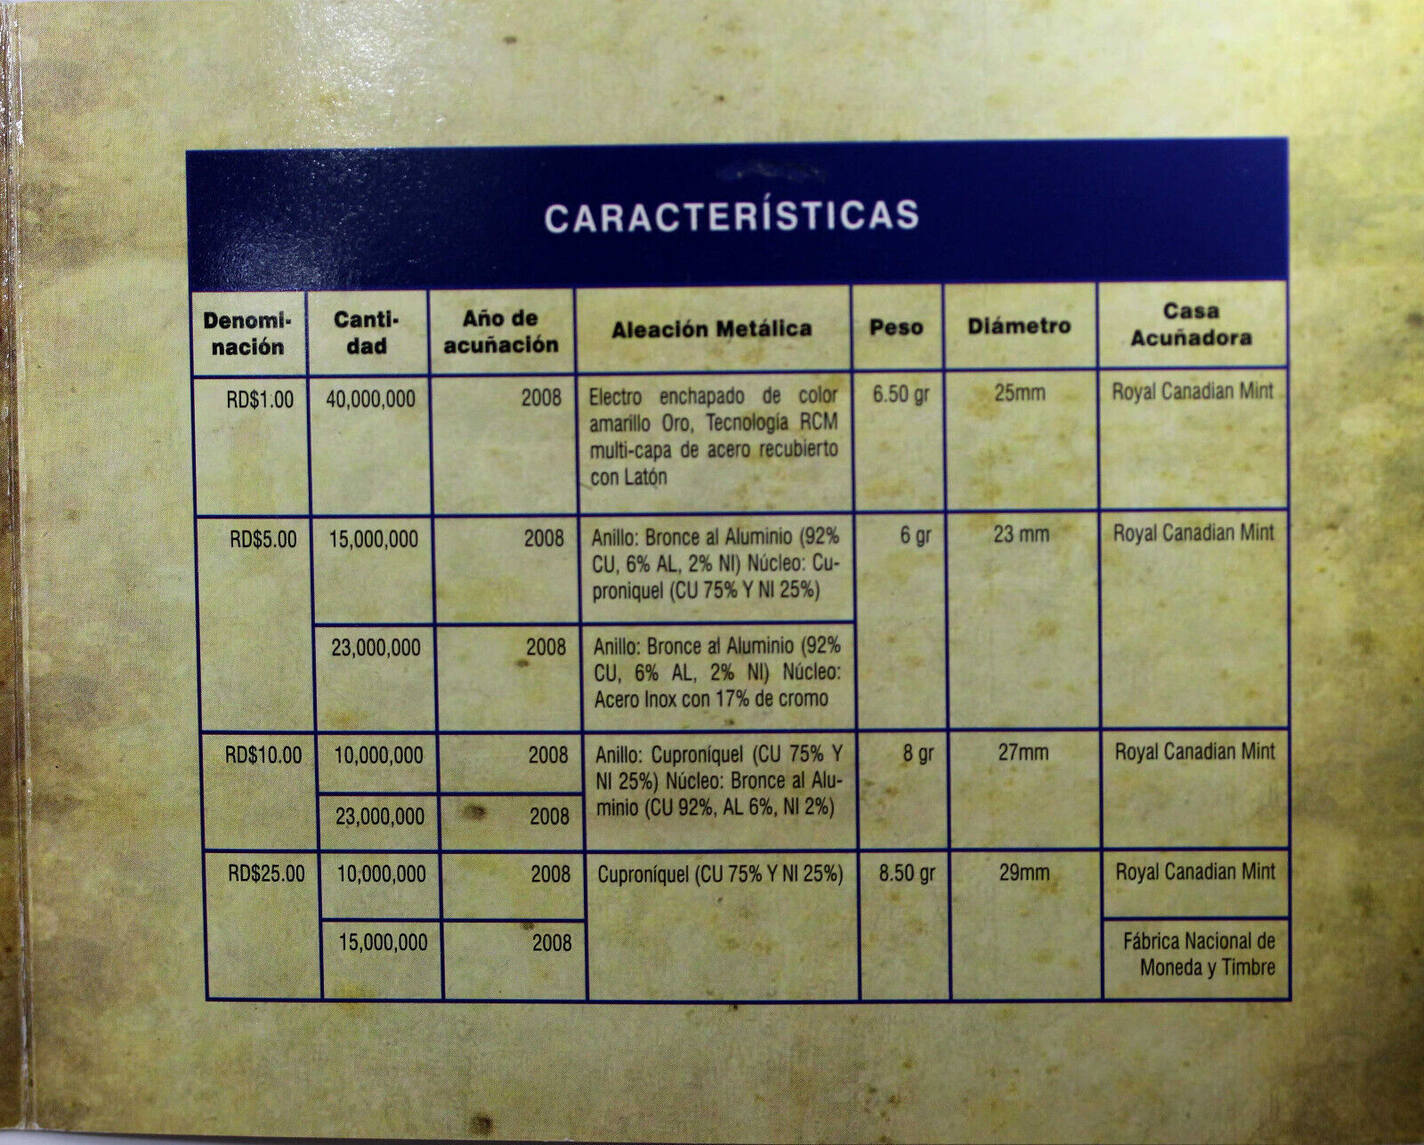 CARACTERÍSTICAS
Denomi-
nación
Canti-
dad
Año de
acuñación
Aleación Metálica
Peso
Diámetro
Casa
Acuñadora
RD$1.00
40,000,000
2008
Electro enchapado de color
amarillo Oro, Tecnología RCM
multi-capa de acero recubierto
con Latón
6.50 gr
25mm
Royal Canadian Mint
RD$5.00
15,000,000
2008
Anillo: Bronce al Aluminio (92%
CU, 6% AL, 2% NI) Núcleo: Cu-
proniquel (CU 75% Y NI 25%)
6 gr
23 mm
Royal Canadian Mint
23,000,000
2008
Anillo: Bronce al Aluminio (92%
CU, 6% AL, 2% NI) Núcleo:
Acero Inox con 17% de cromo
RD$10.00
10,000,000
2008
Anillo: Cuproníquel (CU 75% Y
NI 25%) Núcleo: Bronce al Alu-
minio (CU 92%, AL 6%, NI 2%)
8 gr
27mm
Royal Canadian Mint
23,000,000
2008
RD$25.00
10,000,000
2008
Cuproníquel (CU 75% Y NI 25%)
8.50 gr
29mm
Royal Canadian Mint
15,000,000
2008
Fábrica Nacional de
Moneda y Timbre